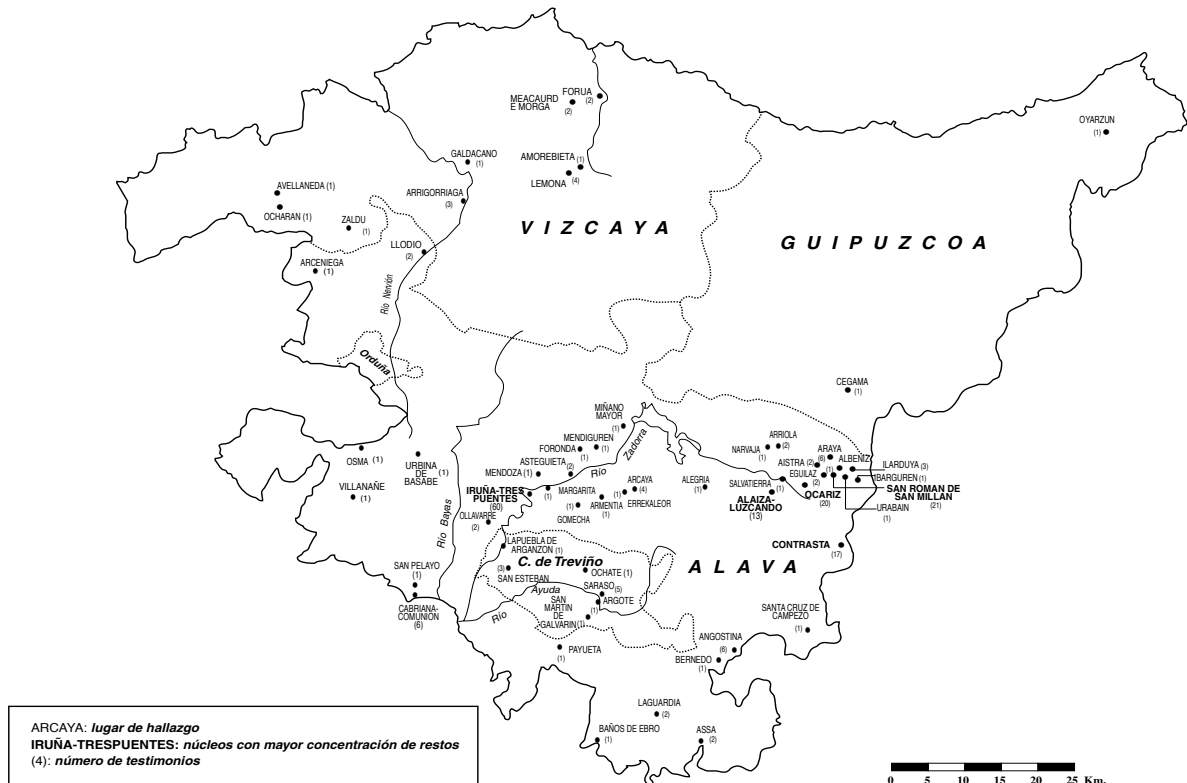 FORUA
(2)
MEACAURD
E MORGA
(2)
OYARZUN
(1)
GALDACANO
(1)
AMOREBIETA (1)
LEMONA (4)
AVELLANEDA (1)
OCHARAN (1)
ARRIGORRIAGA
(3)
ZALDU
(1)
VIZCAYA
GUIPUZCOA
LLODIO
(2)
ARCENIEGA
(1)
Río Nervión
Orduña
CEGAMA
(1)
MIÑANO
MAYOR
(1)
MENDIGUREN
(1)
FORONDA
(1)
Río Zadorra
ASTEGUIETA
(2)
MENDOZA (1)
NARVAJA
(1)
ARRIOLA
(2)
ARAYA
(6)
AISTRA (2)
ALBENIZ
(1)
ILARDUYA (3)
EGUILAZ
(2)
IBARGUREN (1)
OSMA (1)
URBINA (1)
DE
BASABE
VILLANAÑE
(1)
IRUÑA-TRES
PUENTES
(60)
(1)
MARGARITA
(1)
ARCAYA
(4)
ARMENTIA
(1)
ERREKALEOR
(1)
GOMECHA
ALEGRIA
(1)
SALVATIERRA
(1)
ALAIZA-
LUZCANDO
(13)
OCARIZ
(20)
SAN ROMAN DE
SAN MILLAN
(21)
URABAIN
(1)
OLLAVARRE
(2)
Río Bayas
LAPUEBLA DE
ARGANZON (1)
C. de Treviño
(3)
SAN ESTEBAN
OCHATE (1)
CONTRASTA
(17)
ALAVA
SAN PELAYO
(1)
CABRIANA-
COMUNION
(6)
Río Ayuda
SARASO (5)
ARGOTE
(1)
SAN
MARTIN
DE
GALVARIN (1)
SANTA CRUZ DE
CAMPEZO
(1)
ANGOSTINA
(6)
BERNEDO
(1)
PAYUETA
(1)
LAGUARDIA
(2)
BAÑOS DE EBRO
(1)
ASSA
(2)
ARCAYA: lugar de hallazgo
IRUÑA-TRESPUENTES: núcleos con mayor concentración de restos
(4): número de testimonios
0 5 10 15 20 25 Km.